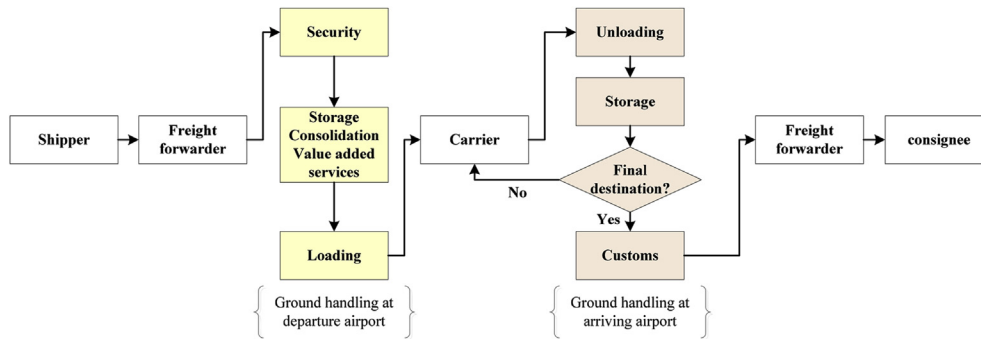 Shipper
Freight
forwarder
Security
Storage
Consolidation
Value added
services
Loading
Ground handling at
departure airport
Carrier
Unloading
Storage
Final
destination?
No
Yes
Customs
Ground handling at
arriving airport
Freight
forwarder
consignee